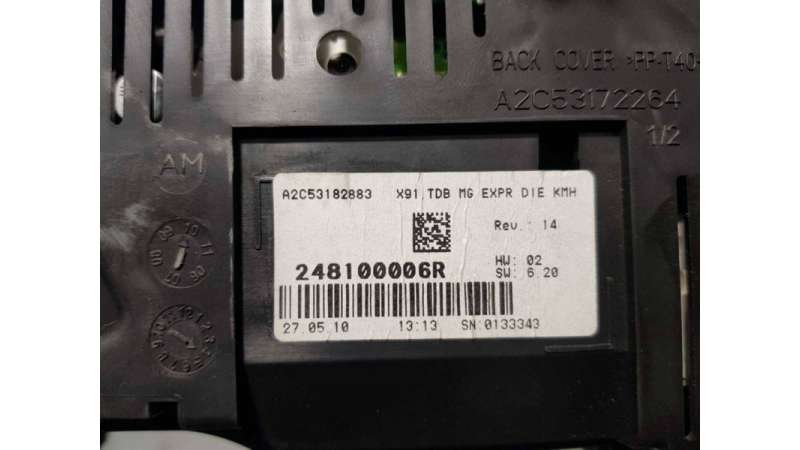 BACK COVER >PP-T40
A2C53172264
1/2
AM
A2C53182883 X91.TDB MG EXPR DIE KMH
Rev.: 14
248100006R
HW: 02
SW: 6.20
27.05.10 13:13 SN:0133343